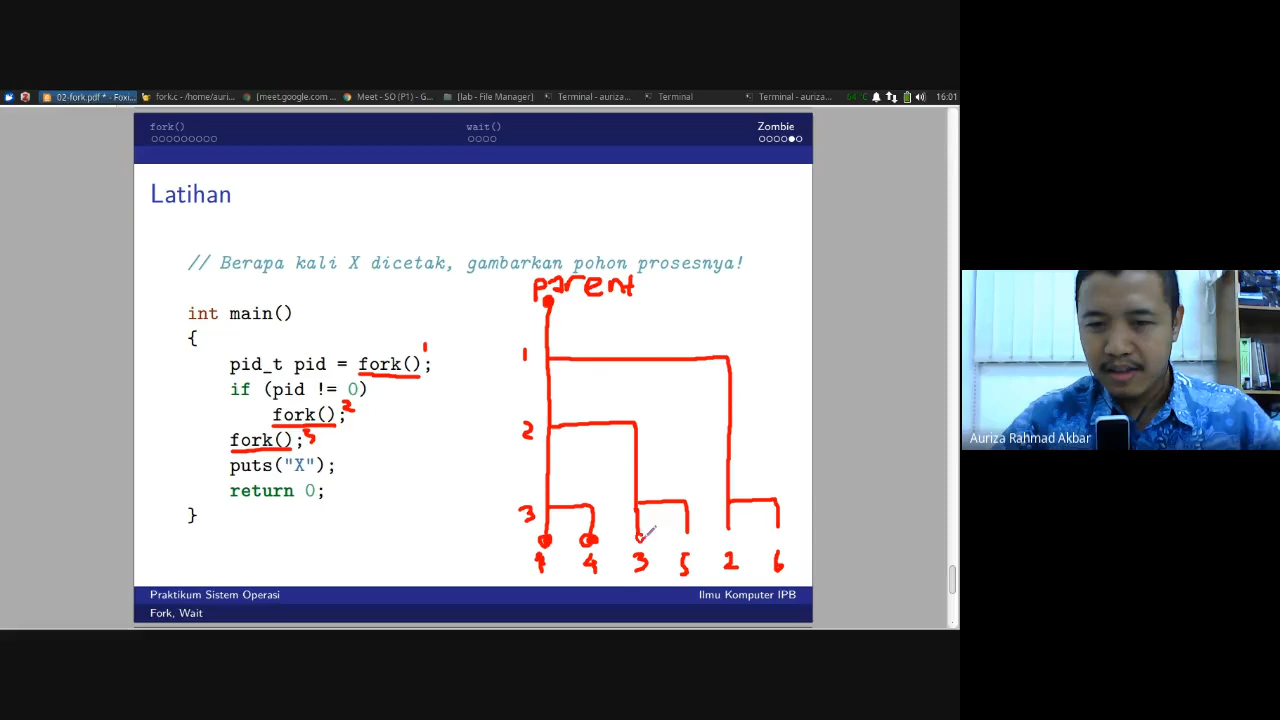 02-fork.pdf * - Foxi... fork.c - /home/auri... [meet.google.com ... Meet - SO (P1) - G... [lab - File Manager] Terminal - auriza... Terminal Terminal - auriza... 64°C 16:01
fork() wait() Zombie
Latihan
// Berapa kali X dicetak, gambarkan pohon prosesnya!
parent
int main()
{
pid_t pid = fork(); 1
if (pid != 0)
fork(); 2
fork(); 3
puts("X");
return 0;
}
1
2
3
1 4 3 5 2 6
Praktikum Sistem Operasi Ilmu Komputer IPB
Fork, Wait
Auriza Rahmad Akbar